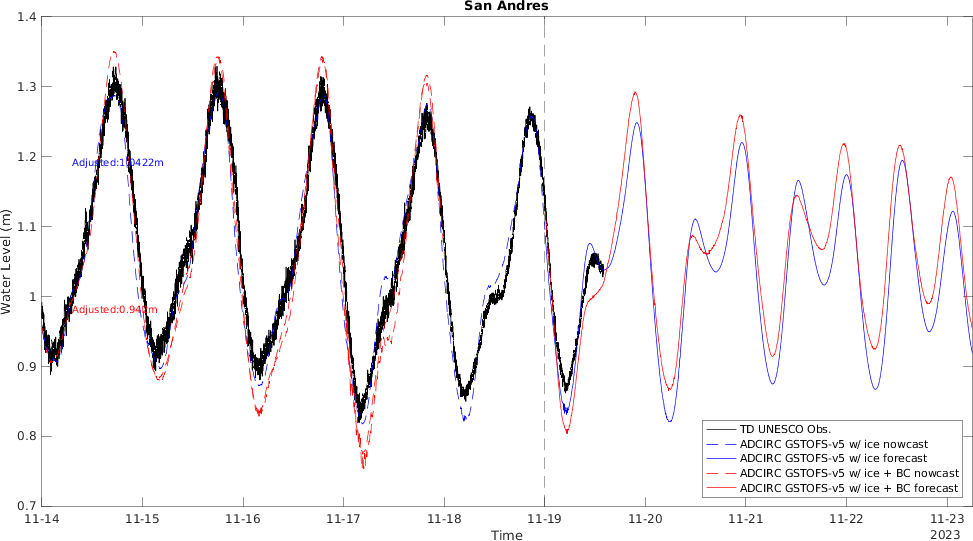 San Andres
1.4
1.3
1.2
1.1
1
0.9
0.8
0.7
Water Level (m)
Adjusted:1.0422m
TD UNESCO Obs.
ADCIRC GSTOFS-v5 w/ ice nowcast
ADCIRC GSTOFS-v5 w/ ice forecast
ADCIRC GSTOFS-v5 w/ ice + BC nowcast
ADCIRC GSTOFS-v5 w/ ice + BC forecast
11-14 11-15 11-16 11-17 11-18 11-19 11-20 11-21 11-22 11-23
Time
2023